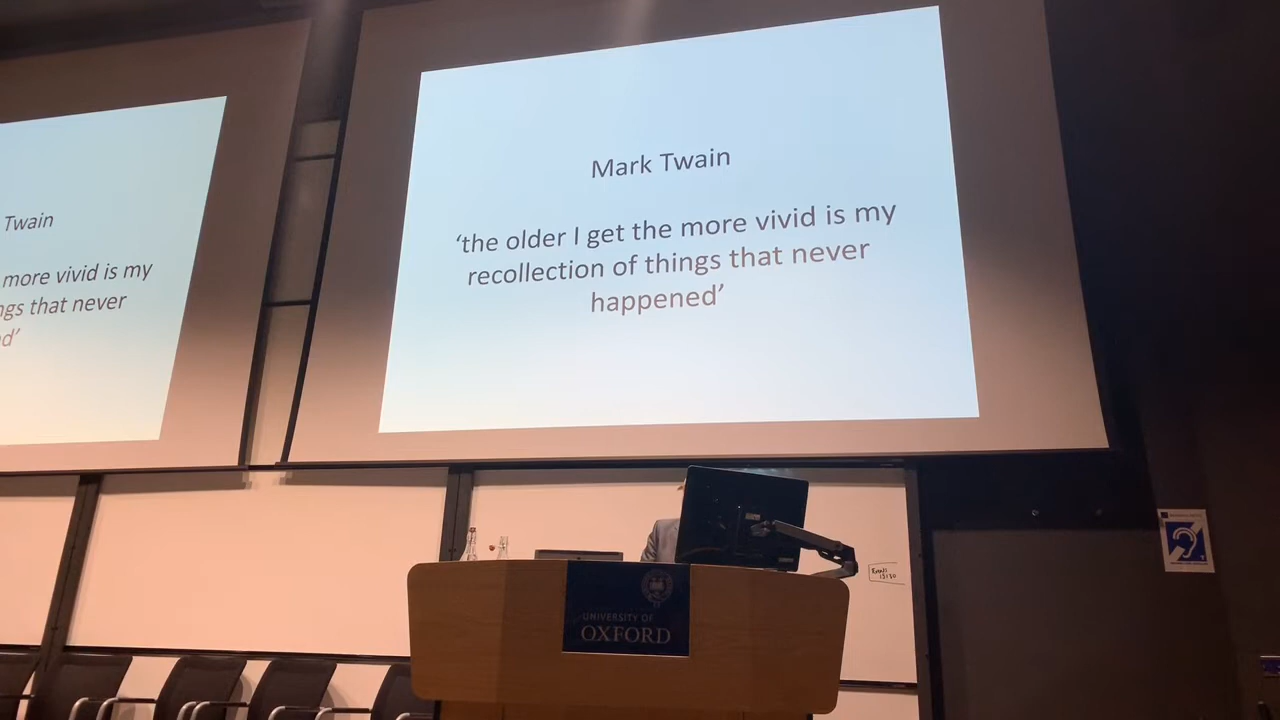 Mark Twain
'the older I get the more vivid is my
recollection of things that never
happened'
Twain
more vivid is my
ngs that never
d'
UNIVERSITY OF
OXFORD